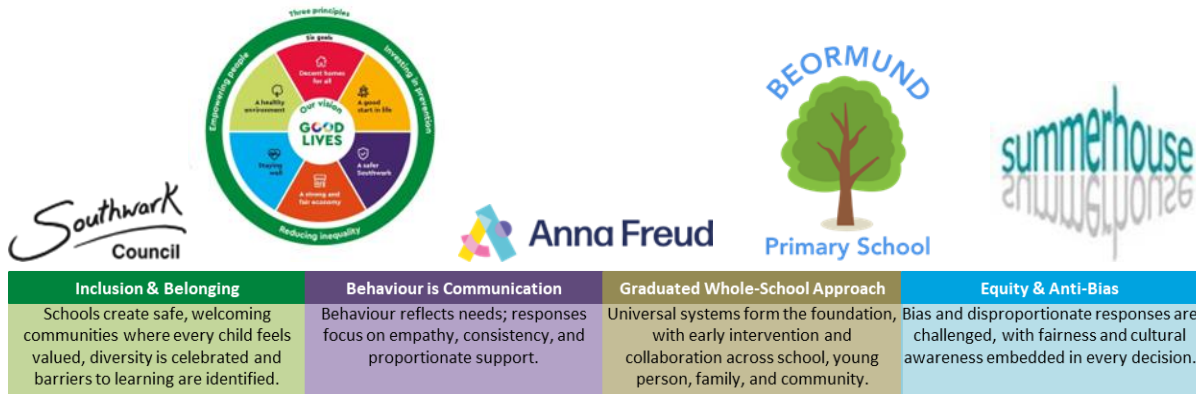 Three principles
Six goals
Empowering people
Investing in prevention
Reducing inequality
Decent homes
for all
A good
start in life
A safer
Southwark
A strong and
fair economy
Staying
well
A healthy
environment
Our vision
GOOD
LIVES
Southwark
Council
Anna Freud
BEORMUND
Primary School
summerhouse
Inclusion & Belonging
Schools create safe, welcoming
communities where every child feels
valued, diversity is celebrated and
barriers to learning are identified.
Behaviour is Communication
Behaviour reflects needs; responses
focus on empathy, consistency, and
proportionate support.
Graduated Whole-School Approach
Universal systems form the foundation,
with early intervention and
collaboration across school, young
person, family, and community.
Equity & Anti-Bias
Bias and disproportionate responses are
challenged, with fairness and cultural
awareness embedded in every decision.